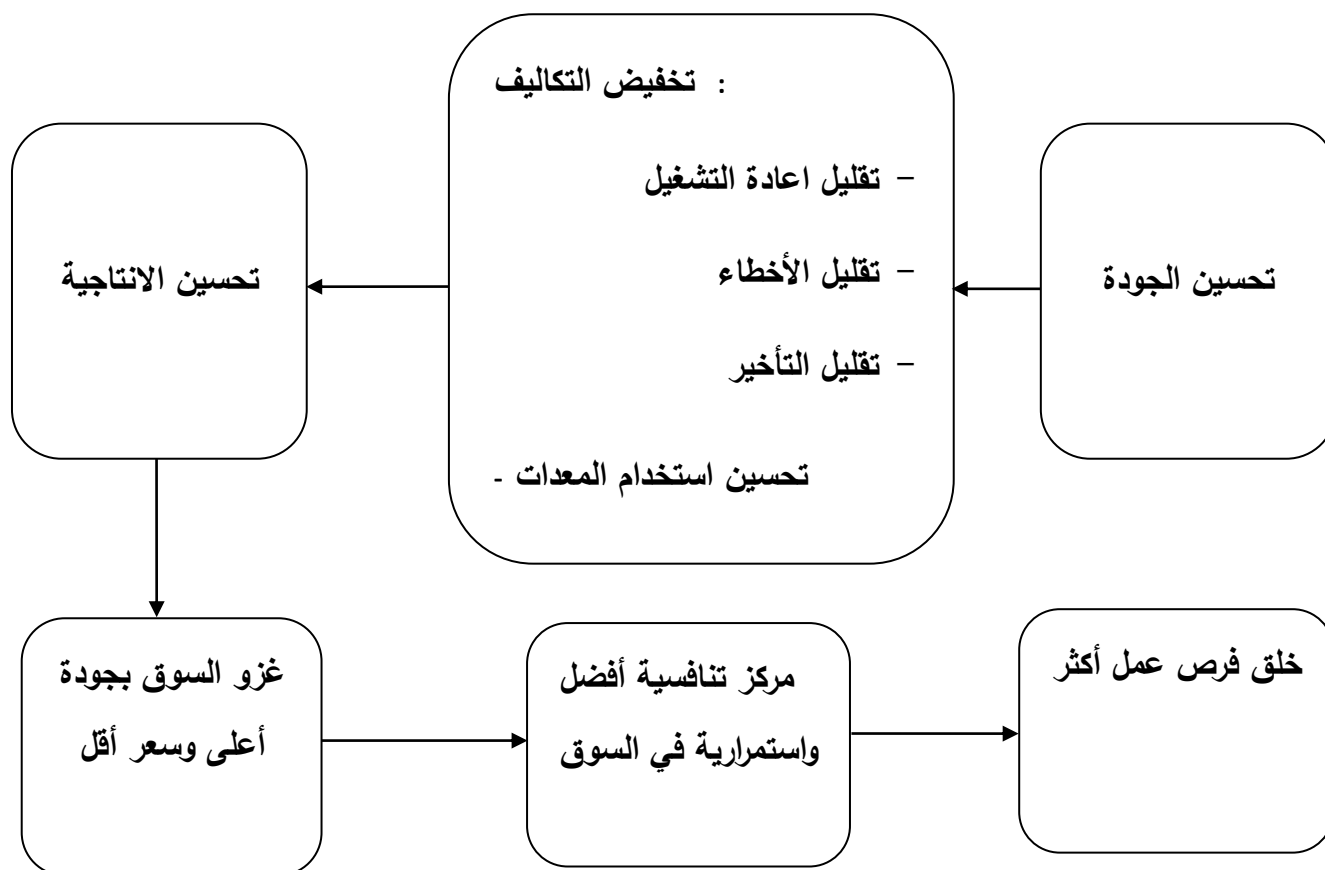 تحسين الجودة
تخفيض التكاليف :
– تقليل اعادة التشغيل
– تقليل الأخطاء
– تقليل التأخير
تحسين استخدام المعدات -
تحسين الانتاجية
غزو السوق بجودة
أعلى وسعر أقل
مركز تنافسية أفضل
واستمرارية في السوق
خلق فرص عمل أكثر